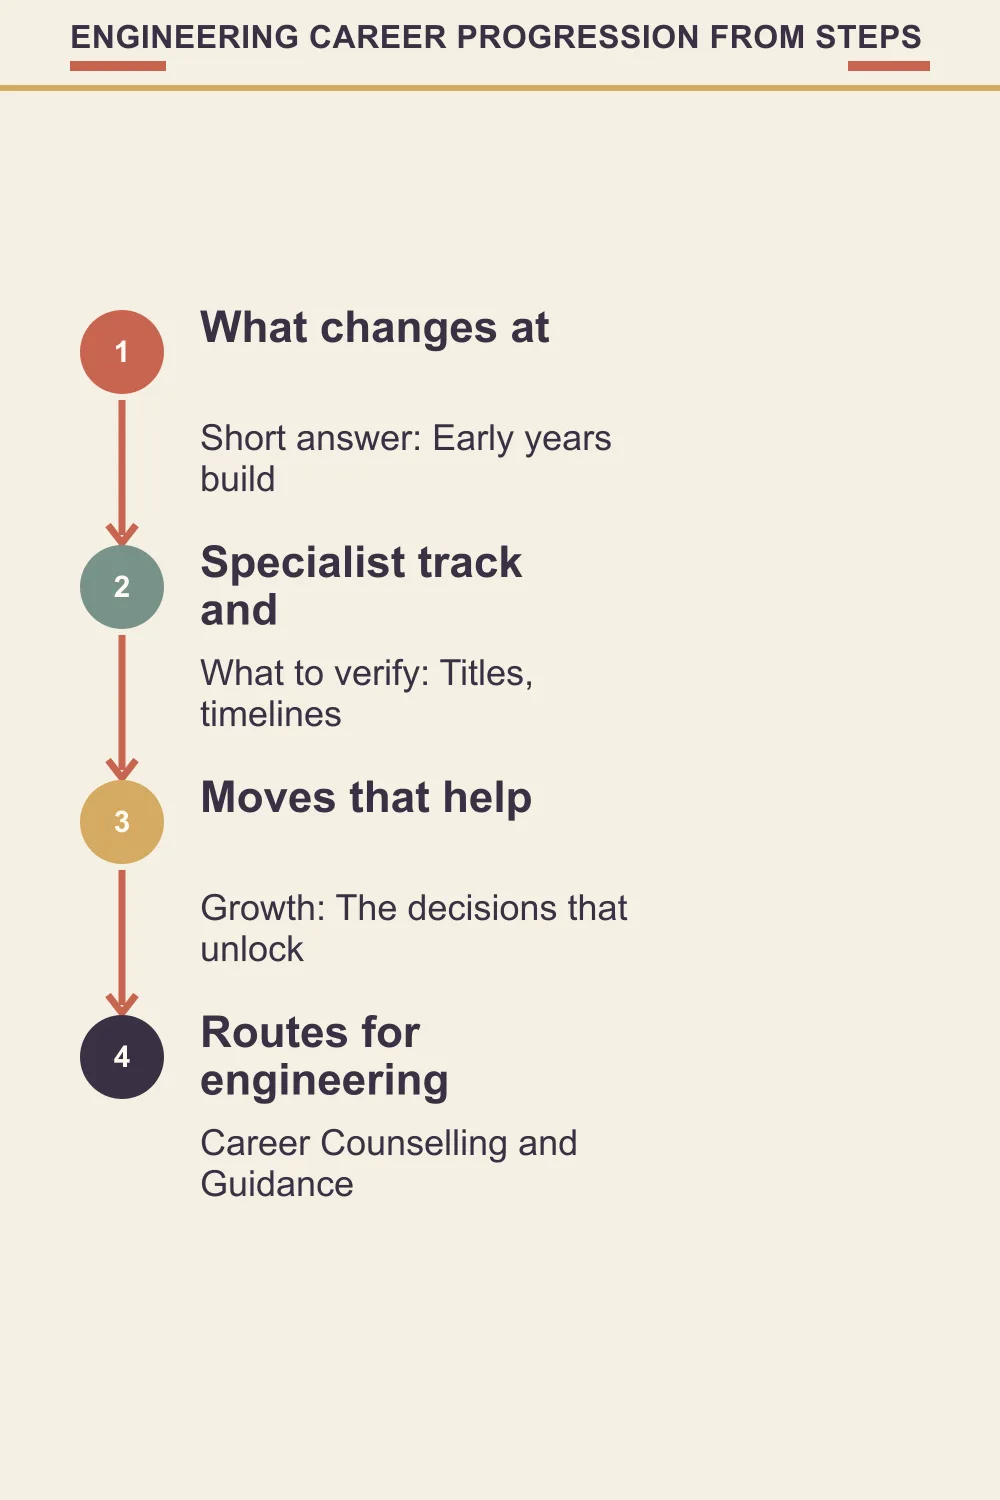 ENGINEERING CAREER PROGRESSION FROM STEPS
1
What changes at
Short answer: Early years
build
2
Specialist track
and
What to verify: Titles,
timelines
3
Moves that help
Growth: The decisions that
unlock
4
Routes for
engineering
Career Counselling and
Guidance